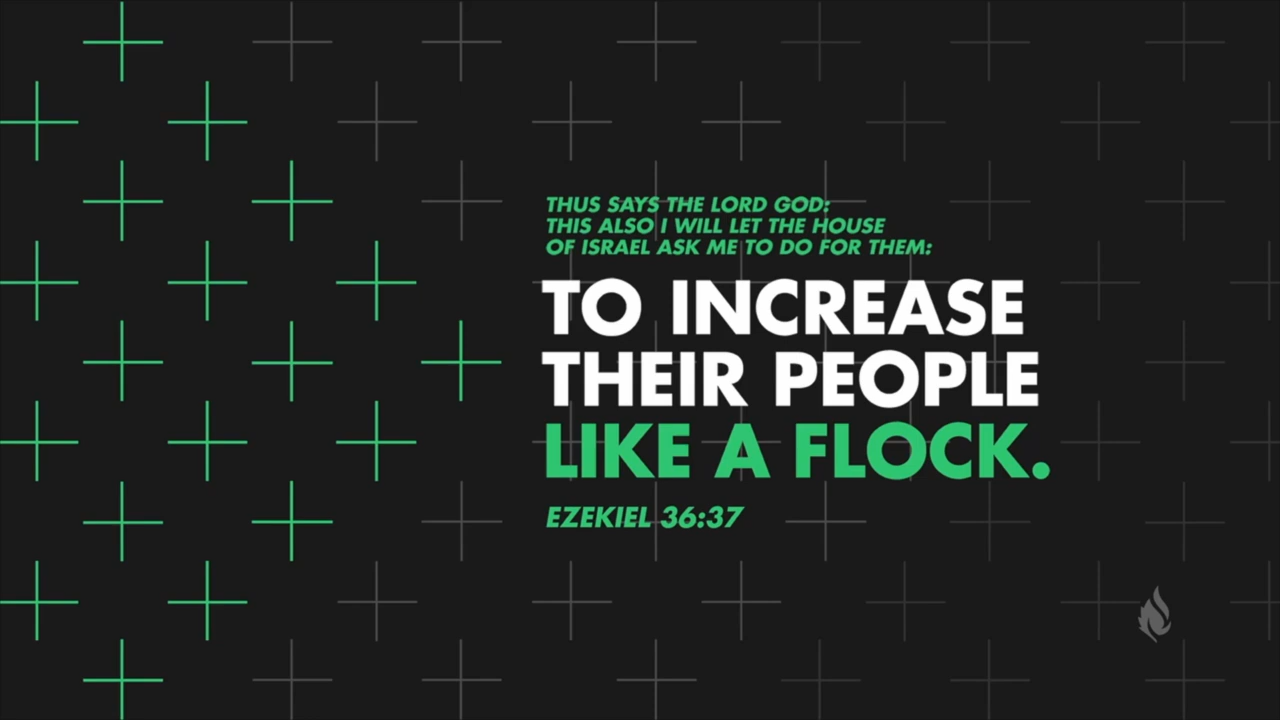 THUS SAYS THE LORD GOD:
THIS ALSO I WILL LET THE HOUSE
OF ISRAEL ASK ME TO DO FOR THEM:
TO INCREASE
THEIR PEOPLE
LIKE A FLOCK.
EZEKIEL 36:37